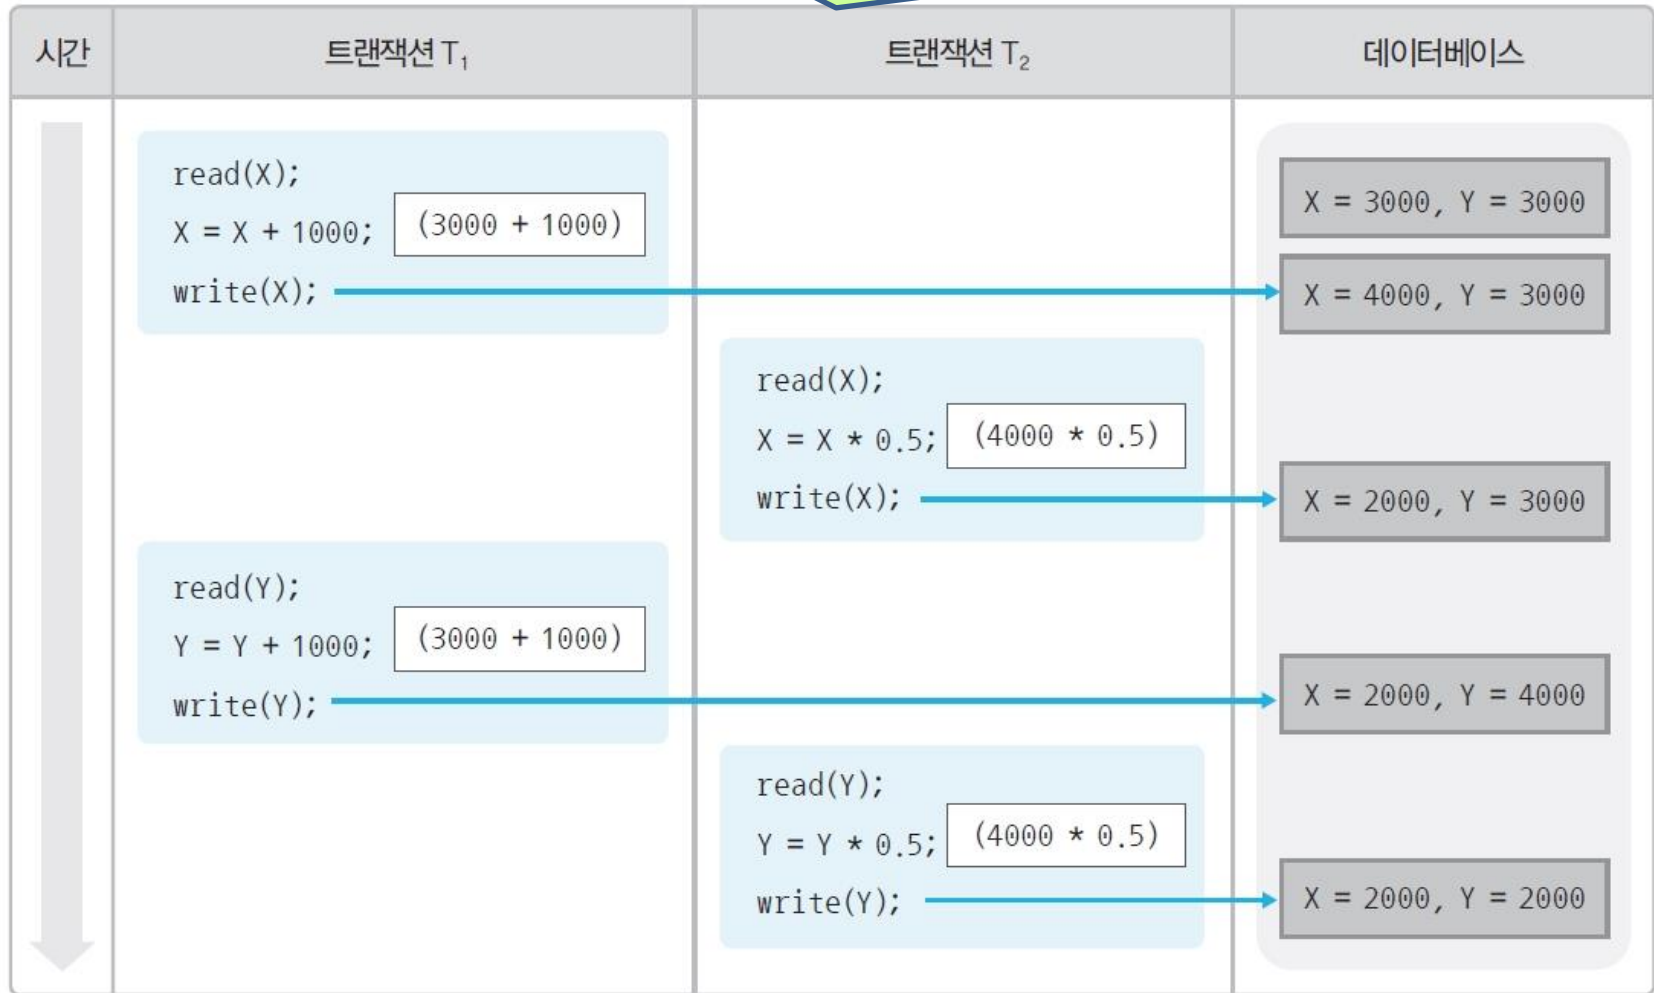 시간
트랜잭션 T₁
트랜잭션 T₂
데이터베이스
read(X);
X = X + 1000; (3000 + 1000)
write(X);
X = 3000, Y = 3000
X = 4000, Y = 3000
read(X);
X = X * 0.5; (4000 * 0.5)
write(X);
X = 2000, Y = 3000
read(Y);
Y = Y + 1000; (3000 + 1000)
write(Y);
X = 2000, Y = 4000
read(Y);
Y = Y * 0.5; (4000 * 0.5)
write(Y);
X = 2000, Y = 2000